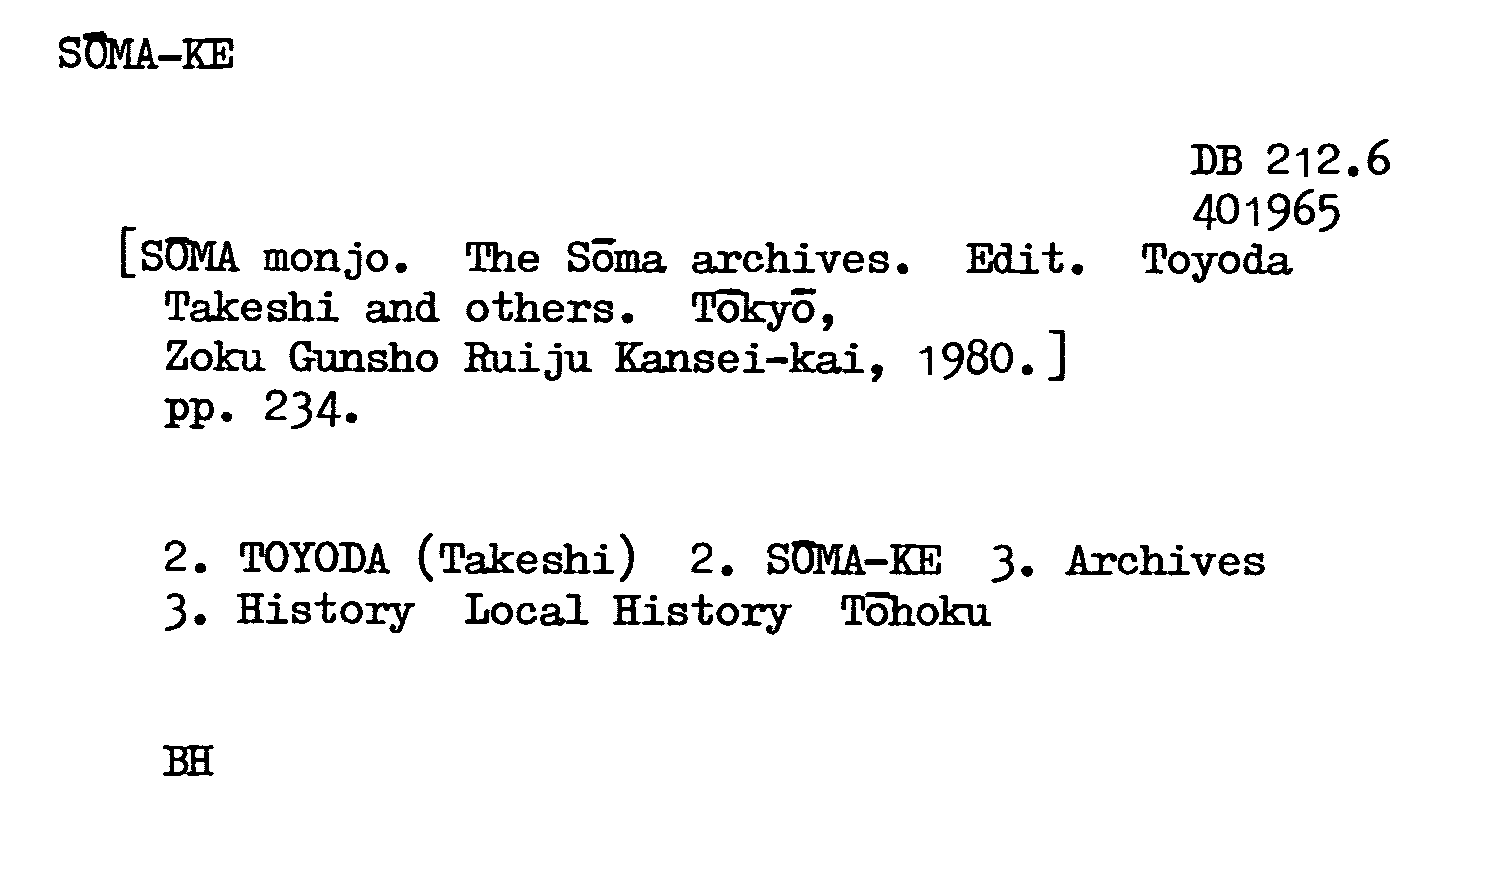 SŌMA-KE
DB 212.6
401965
[SŌMA monjo. The Sōma archives. Edit. Toyoda
Takeshi and others. Tōkyō,
Zoku Gunsho Ruiju Kansei-kai, 1980.]
pp. 234.
2. TOYODA (Takeshi) 2. SŌMA-KE 3. Archives
3. History Local History Tōhoku
BH